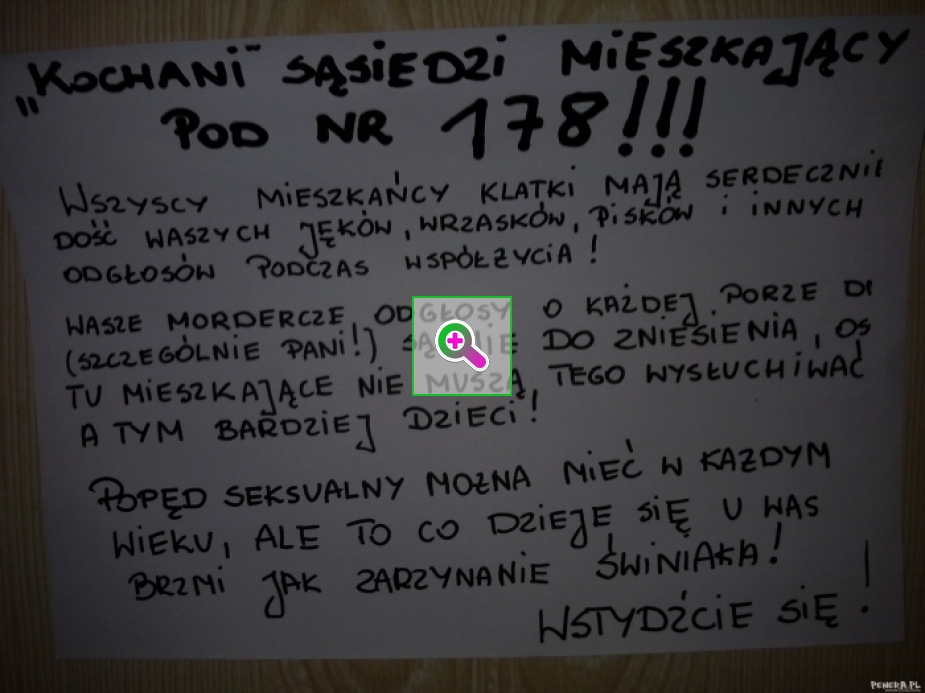 „KOCHANI" SĄSIEDZI MIESZKAJĄCY
POD NR 178!!!
WSZYSCY MIESZKAŃCY KLATKI MAJĄ SERDECZNIE
DOŚĆ WASZYCH JĘKÓW, WRZASKÓW, PISKÓW I INNYCH
ODGŁOSÓW PODCZAS WSPÓŁŻYCIA!
WASZE MORDERCZE ODGŁOSY O KAŻDEJ PORZE
(SZCZEGÓLNIE PANI!) DO ZNIESIENIA,
TU MIESZKAJĄCE NIE MUSZĄ TEGO WYSŁUCHIWAĆ
A TYM BARDZIEJ DZIECI!
POPĘD SEKSUALNY MOŻNA MIEĆ W KAŻDYM
WIEKU, ALE TO CO DZIEJE SIĘ U WAS
BRZMI JAK ZARZYNANIE ŚWINIAKA!
WSTYDŹCIE SIĘ!
PENERA.PL